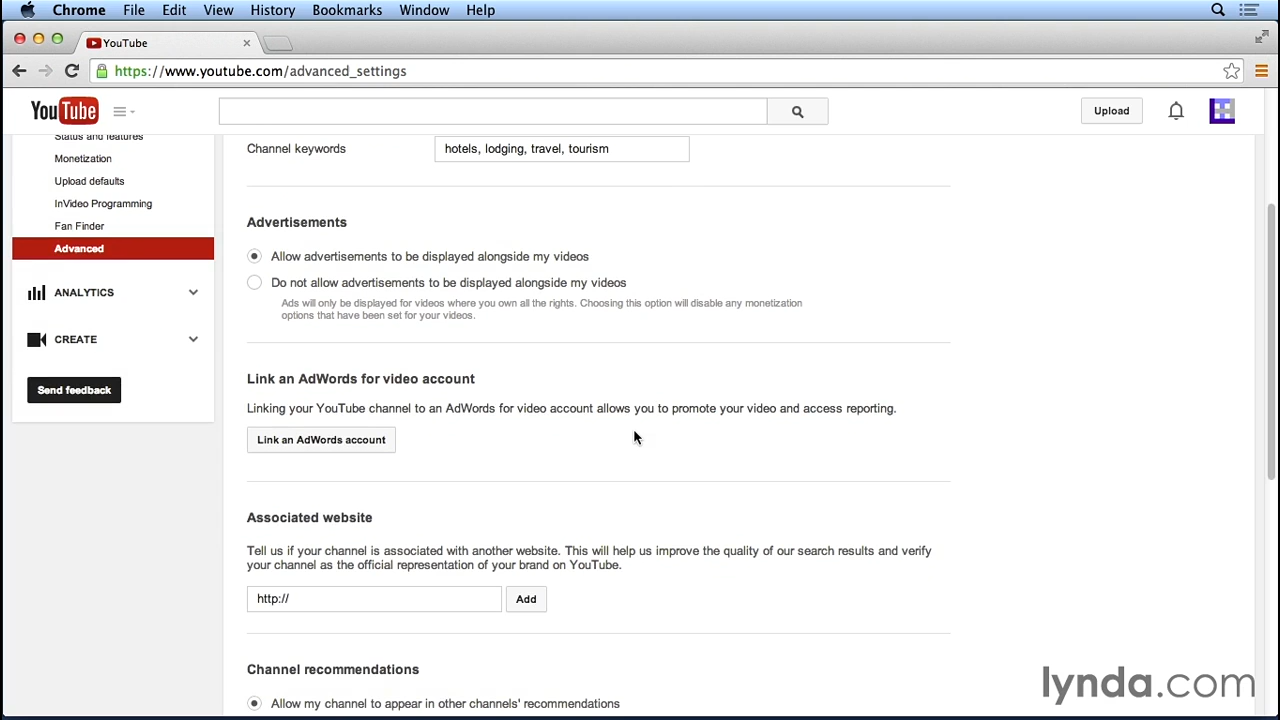 Chrome File Edit View History Bookmarks Window Help
YouTube
https://www.youtube.com/advanced_settings
YouTube
Upload
Status and features
Monetization
Upload defaults
InVideo Programming
Fan Finder
Advanced
ANALYTICS
CREATE
Send feedback
Channel keywords hotels, lodging, travel, tourism
Advertisements
Allow advertisements to be displayed alongside my videos
Do not allow advertisements to be displayed alongside my videos
Ads will only be displayed for videos where you own all the rights. Choosing this option will disable any monetization
options that have been set for your videos.
Link an AdWords for video account
Linking your YouTube channel to an AdWords for video account allows you to promote your video and access reporting.
Link an AdWords account
Associated website
Tell us if your channel is associated with another website. This will help us improve the quality of our search results and verify
your channel as the official representation of your brand on YouTube.
http:// Add
Channel recommendations
Allow my channel to appear in other channels' recommendations
lynda.com